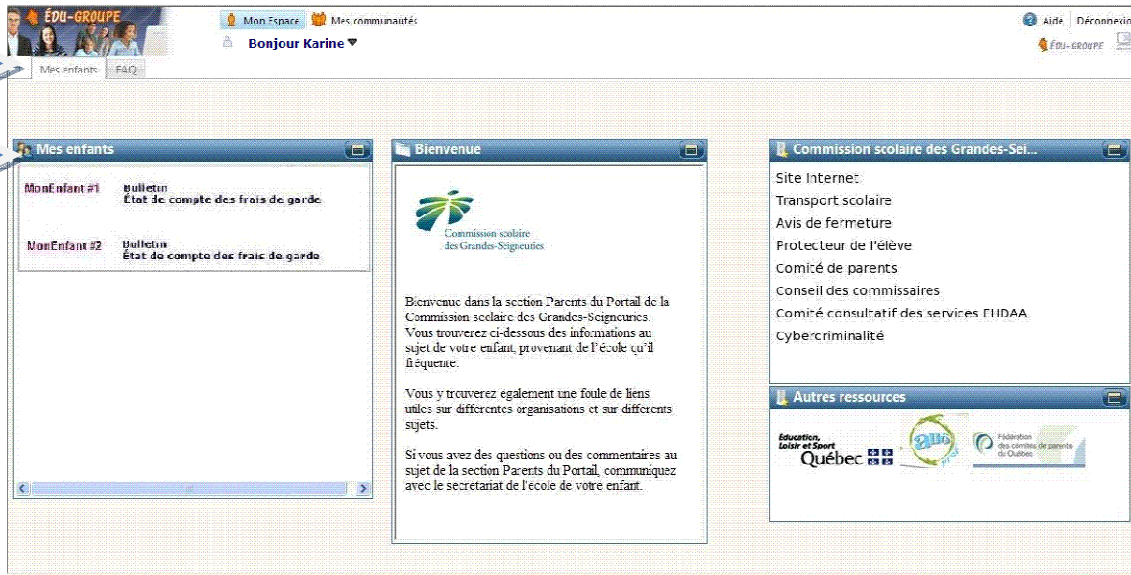 ÉDU-GROUPE
Mon Espace Mes communautés
Aide Déconnexio
Bonjour Karine
ÉDU-GROUPE
Mes enfants FAQ
Mes enfants
MonEnfant #1 Bulletin
État de compte des frais de garde
MonEnfant #2 Bulletin
État de compte des frais de garde
Bienvenue
Commission scolaire
des Grandes-Seigneuries
Bienvenue dans la section Parents du Portail de la
Commission scolaire des Grandes-Seigneuries.
Vous trouverez ci-dessous des informations au
sujet de votre enfant, provenant de l'école qu'il
fréquente.
Vous y trouverez également une foule de liens
utiles sur différentes organisations et sur différents
sujets.
Si vous avez des questions ou des commentaires au
sujet de la section Parents du Portail, communiquez
avec le secrétariat de l'école de votre enfant.
Commission scolaire des Grandes-Sei...
Site Internet
Transport scolaire
Avis de fermeture
Protecteur de l'élève
Comité de parents
Conseil des commissaires
Comité consultatif des services EHDAA
Cybercriminalité
Autres ressources
Éducation,
Loisir et Sport
Québec
allô prof
Fédération
des comités de parents
du Québec